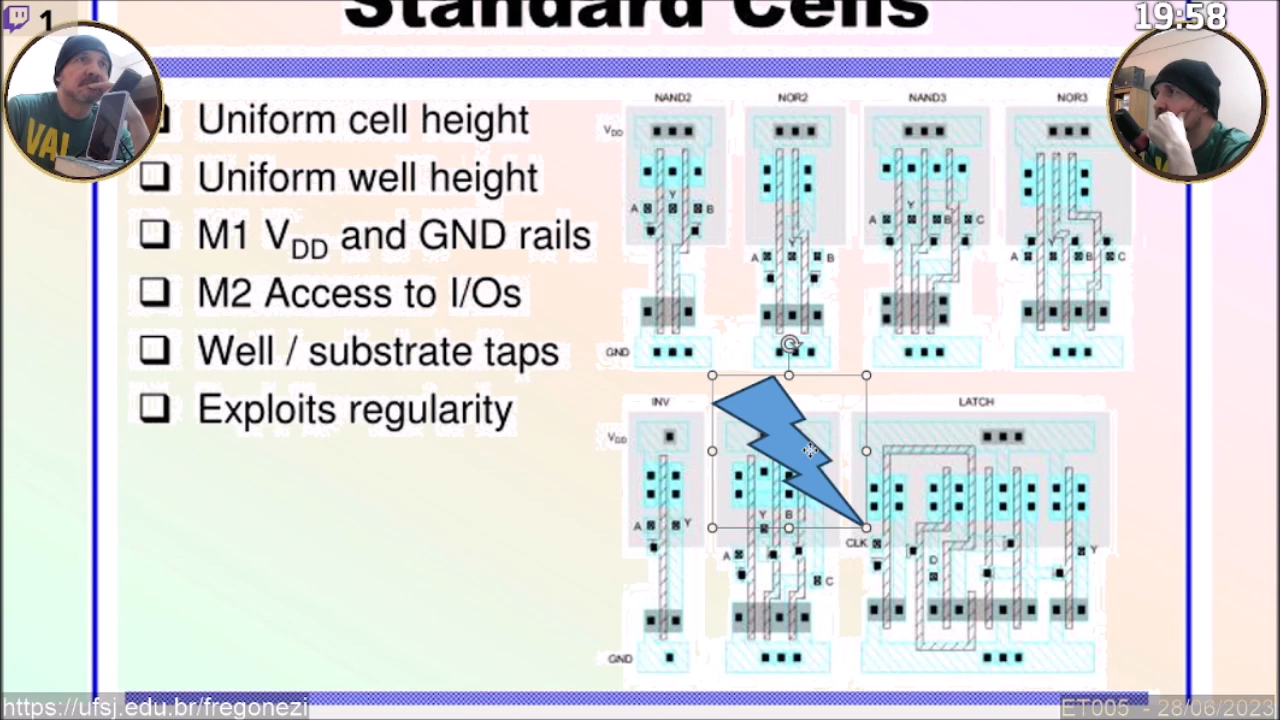 1
Standard Cells
19:58
VAL
Uniform cell height
Uniform well height
M1 VDD and GND rails
M2 Access to I/Os
Well / substrate taps
Exploits regularity
NAND2 NOR2 NAND3 NOR3
VDD
Y
A B
Y
A B C
A B
A B C
GND
INV LATCH
VDD
Y B
A Y
CLK
A
Y
D
C
GND
https://ufsj.edu.br/fregonezi
ET005 - 28/06/2023